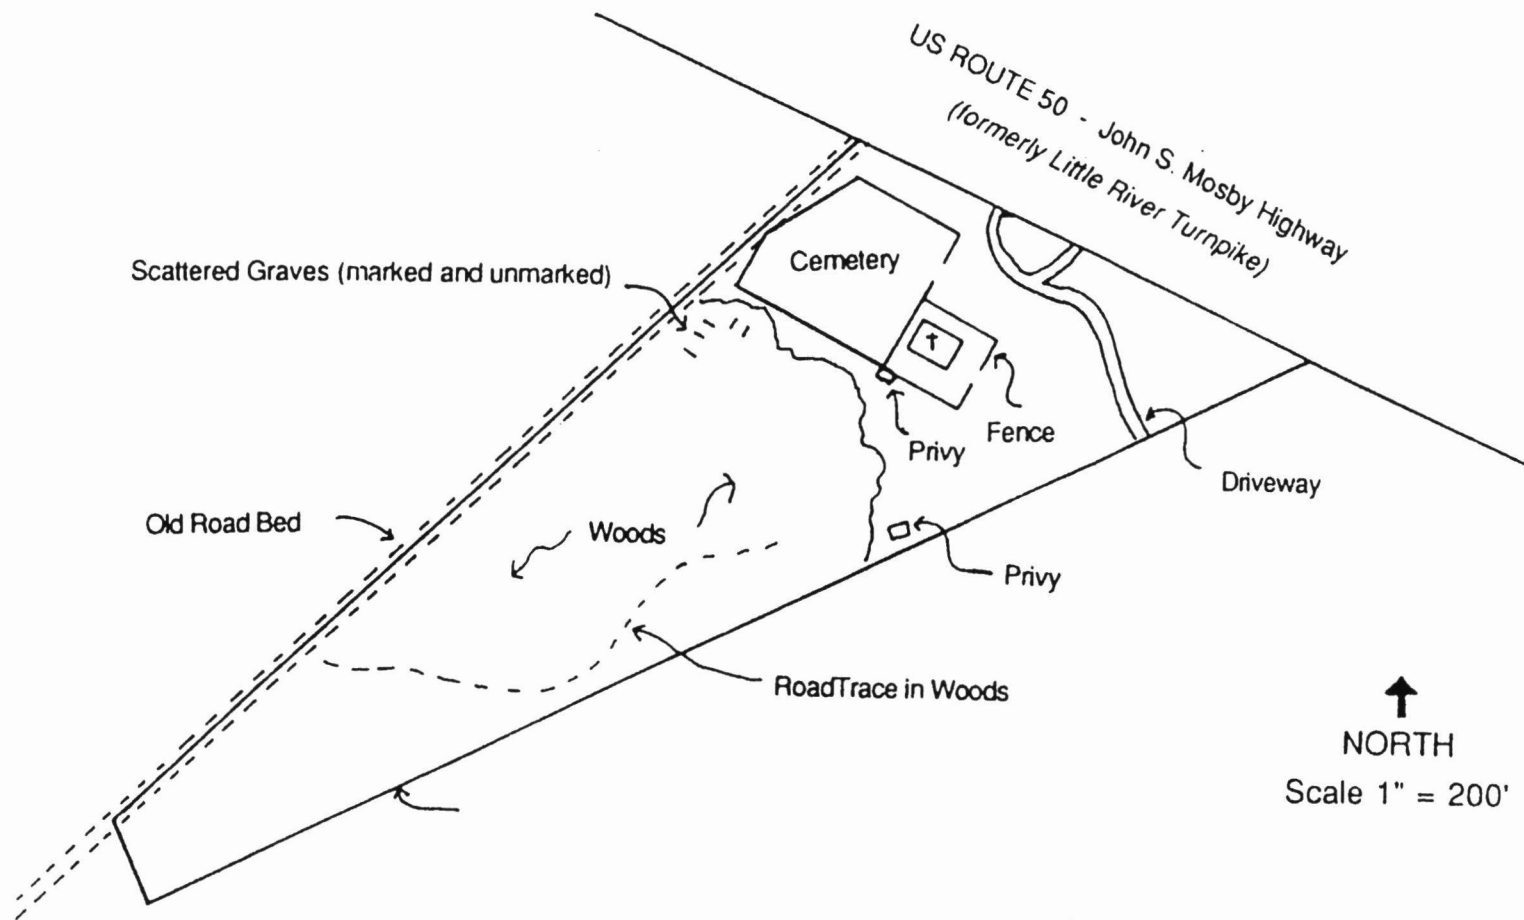 US ROUTE 50 - John S. Mosby Highway
(formerly Little River Turnpike)
Cemetery
Scattered Graves (marked and unmarked)
Privy
Fence
Driveway
Old Road Bed
Woods
Privy
RoadTrace in Woods
NORTH
Scale 1" = 200'